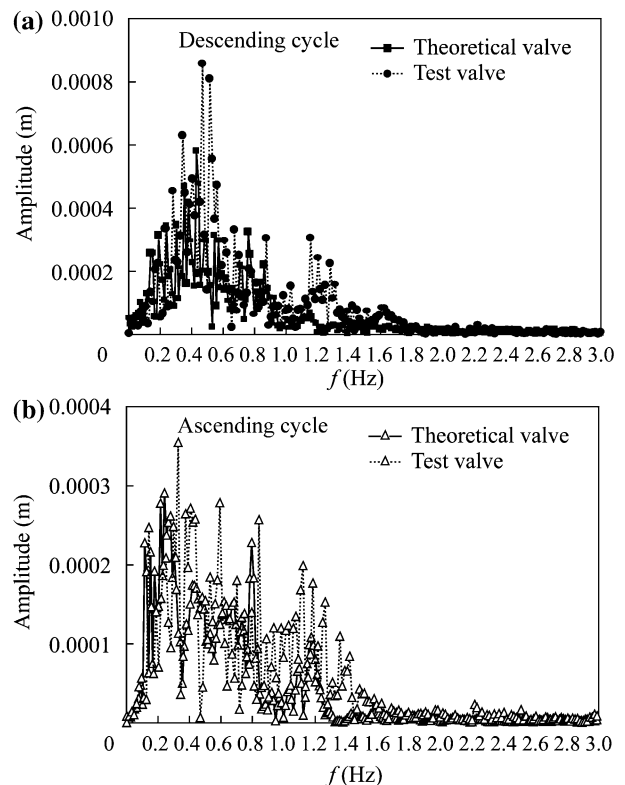 (a)
0.0010
0.0008
0.0006
0.0004
0.0002
0
Amplitude (m)
Descending cycle
Theoretical valve
Test valve
0.2 0.4 0.6 0.8 1.0 1.2 1.4 1.6 1.8 2.0 2.2 2.4 2.6 2.8 3.0
f (Hz)
(b)
0.0004
0.0003
0.0002
0.0001
0
Amplitude (m)
Ascending cycle
Theoretical valve
Test valve
0.2 0.4 0.6 0.8 1.0 1.2 1.4 1.6 1.8 2.0 2.2 2.4 2.6 2.8 3.0
f (Hz)